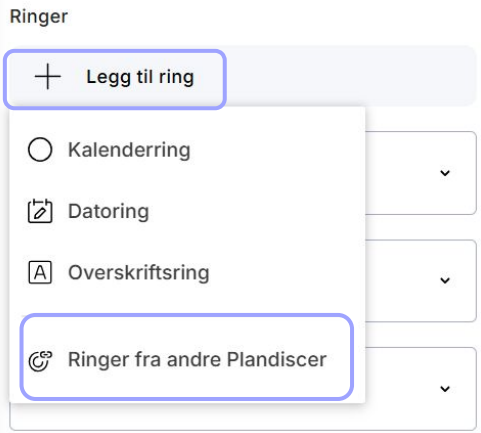 Ringer
Legg til ring
Kalenderring
Datoring
A Overskriftsring
Ringer fra andre Plandiscer